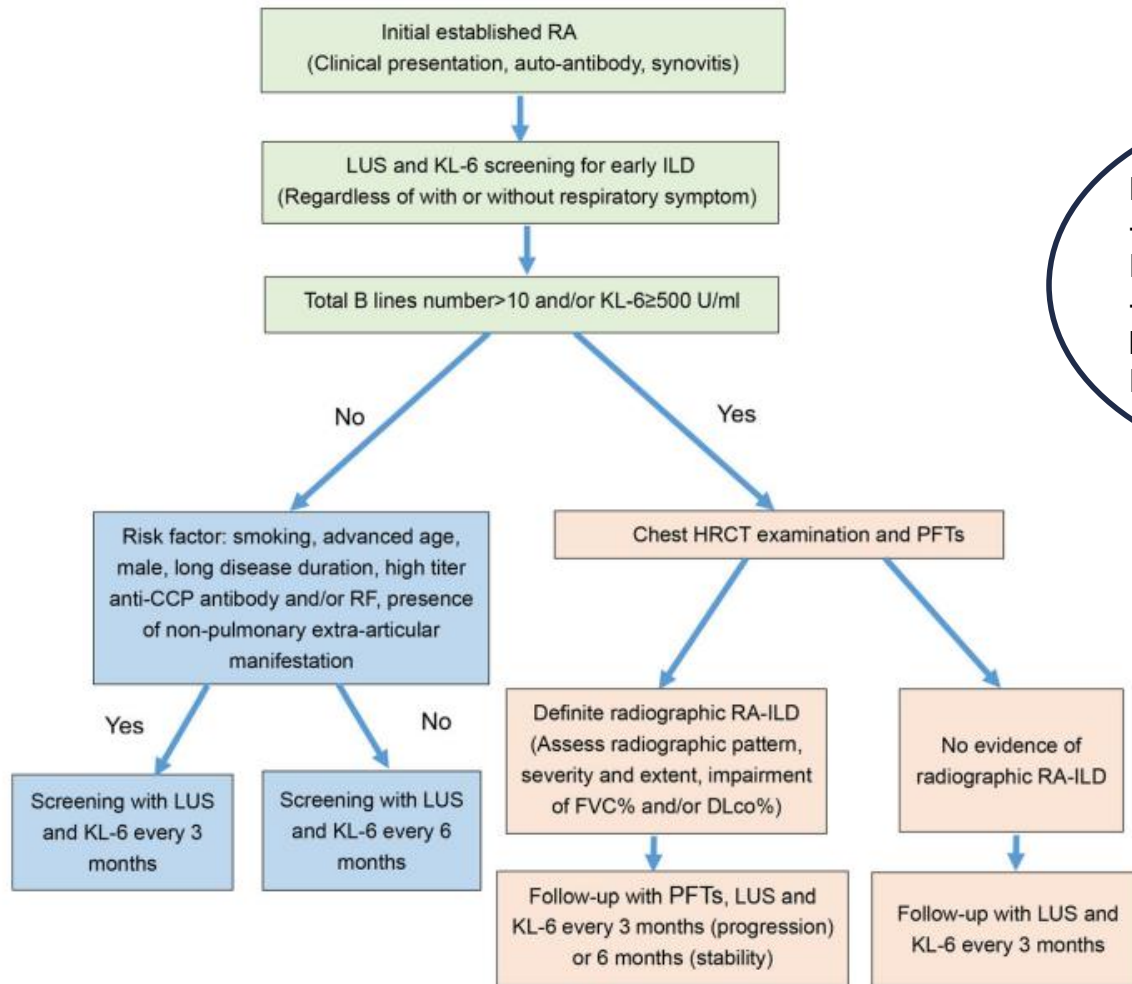 Initial established RA
(Clinical presentation, auto-antibody, synovitis)
LUS and KL-6 screening for early ILD
(Regardless of with or without respiratory symptom)
Total B lines number>10 and/or KL-6≥500 U/ml
No
Yes
Risk factor: smoking, advanced age,
male, long disease duration, high titer
anti-CCP antibody and/or RF, presence
of non-pulmonary extra-articular
manifestation
Chest HRCT examination and PFTs
Yes
No
Screening with LUS
and KL-6 every 3
months
Screening with LUS
and KL-6 every 6
months
Definite radiographic RA-ILD
(Assess radiographic pattern,
severity and extent, impairment
of FVC% and/or DLco%)
No evidence of
radiographic RA-ILD
Follow-up with PFTs, LUS and
KL-6 every 3 months (progression)
or 6 months (stability)
Follow-up with LUS and
KL-6 every 3 months